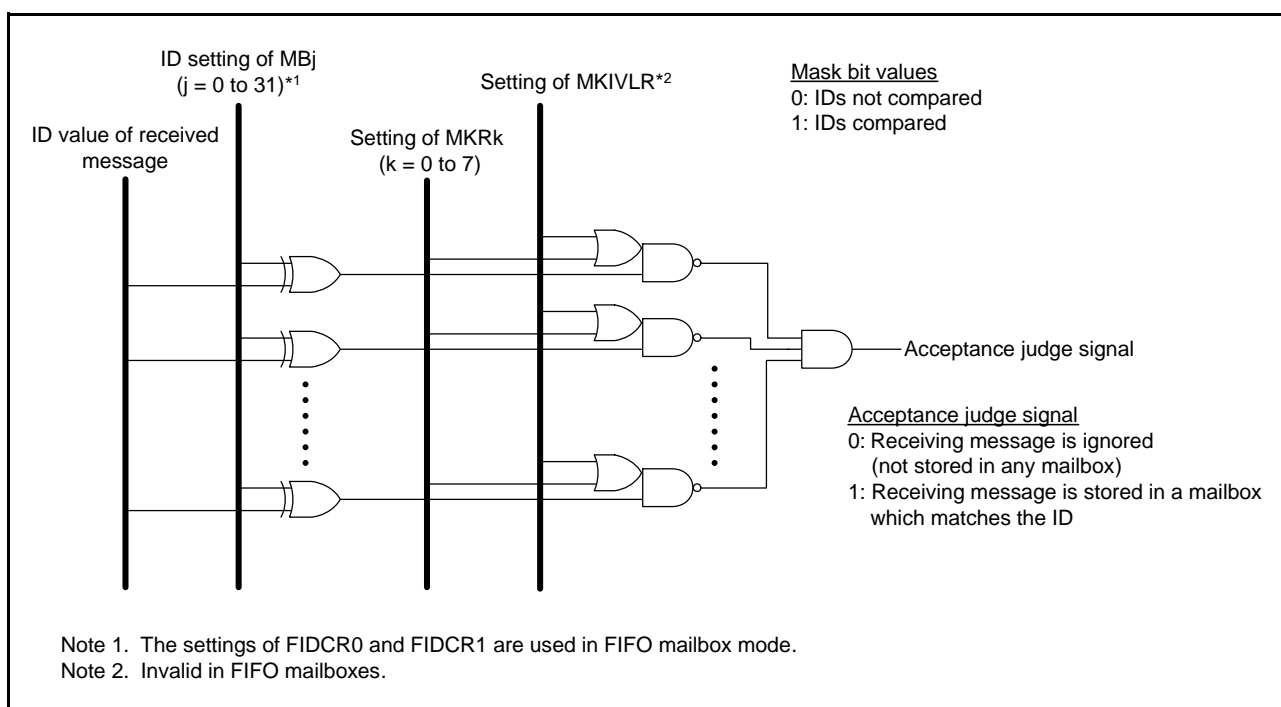 ID setting of MBj
(j = 0 to 31)*1
Setting of MKIVLR*2
Mask bit values
0: IDs not compared
1: IDs compared
ID value of received
message
Setting of MKRk
(k = 0 to 7)
Acceptance judge signal
Acceptance judge signal
0: Receiving message is ignored
(not stored in any mailbox)
1: Receiving message is stored in a mailbox
which matches the ID
Note 1. The settings of FIDCR0 and FIDCR1 are used in FIFO mailbox mode.
Note 2. Invalid in FIFO mailboxes.